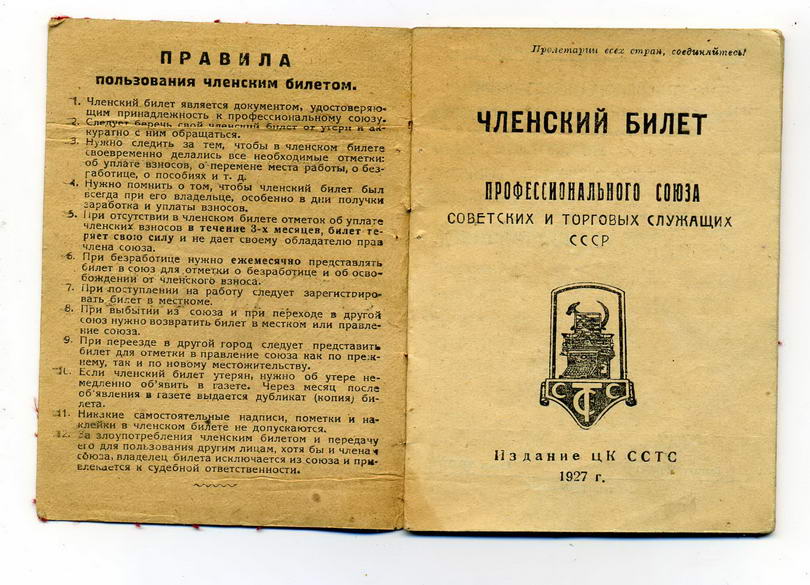 ПРАВИЛА
пользования членским билетом.
1. Членский билет является документом, удостоверяю-
щим принадлежность к профессиональному союзу.
2. Следует беречь свой членский билет от утери и ак-
куратно с ним обращаться.
3. Нужно следить за тем, чтобы в членском билете
своевременно делались все необходимые отметки:
об уплате взносов, о перемене места работы, о без-
работице, о пособиях и т. д.
4. Нужно помнить о том, чтобы членский билет был
всегда при его владельце, особенно в дни получки
заработка и уплаты взносов.
5. При отсутствии в членском билете отметок об уплате
членских взносов в течение 3-х месяцев, билет те-
ряет свою силу и не дает своему обладателю прав
члена союза.
6. При безработице нужно ежемесячно представлять
билет в союз для отметки о безработице и об осво-
бождении от членского взноса.
7. При поступлении на работу следует зарегистриро-
вать билет в месткоме.
8. При выбытии из союза и при переходе в другой
союз нужно возвратить билет в местком или правле-
ние союза.
9. При переезде в другой город следует представить
билет для отметки в правление союза как по преж-
нему, так и по новому местожительству.
10. Если членский билет утерян, нужно об утере не-
медленно об'явить в газете. Через месяц после
об'явления в газете выдается дубликат (копия) би-
лета.
11. Никакие самостоятельные надписи, пометки и на-
клейки в членском билете не допускаются.
12. За злоупотребления членским билетом и передачу
его для пользования другим лицам, хотя бы и членам
союза, владелец билета исключается из союза и при-
влекается к судебной ответственности.
Пролетарии всех стран, соединяйтесь!
ЧЛЕНСКИЙ БИЛЕТ
ПРОФЕССИОНАЛЬНОГО СОЮЗА
СОВЕТСКИХ И ТОРГОВЫХ СЛУЖАЩИХ
СССР
ССТС
Издание ЦК ССТС
1927 г.